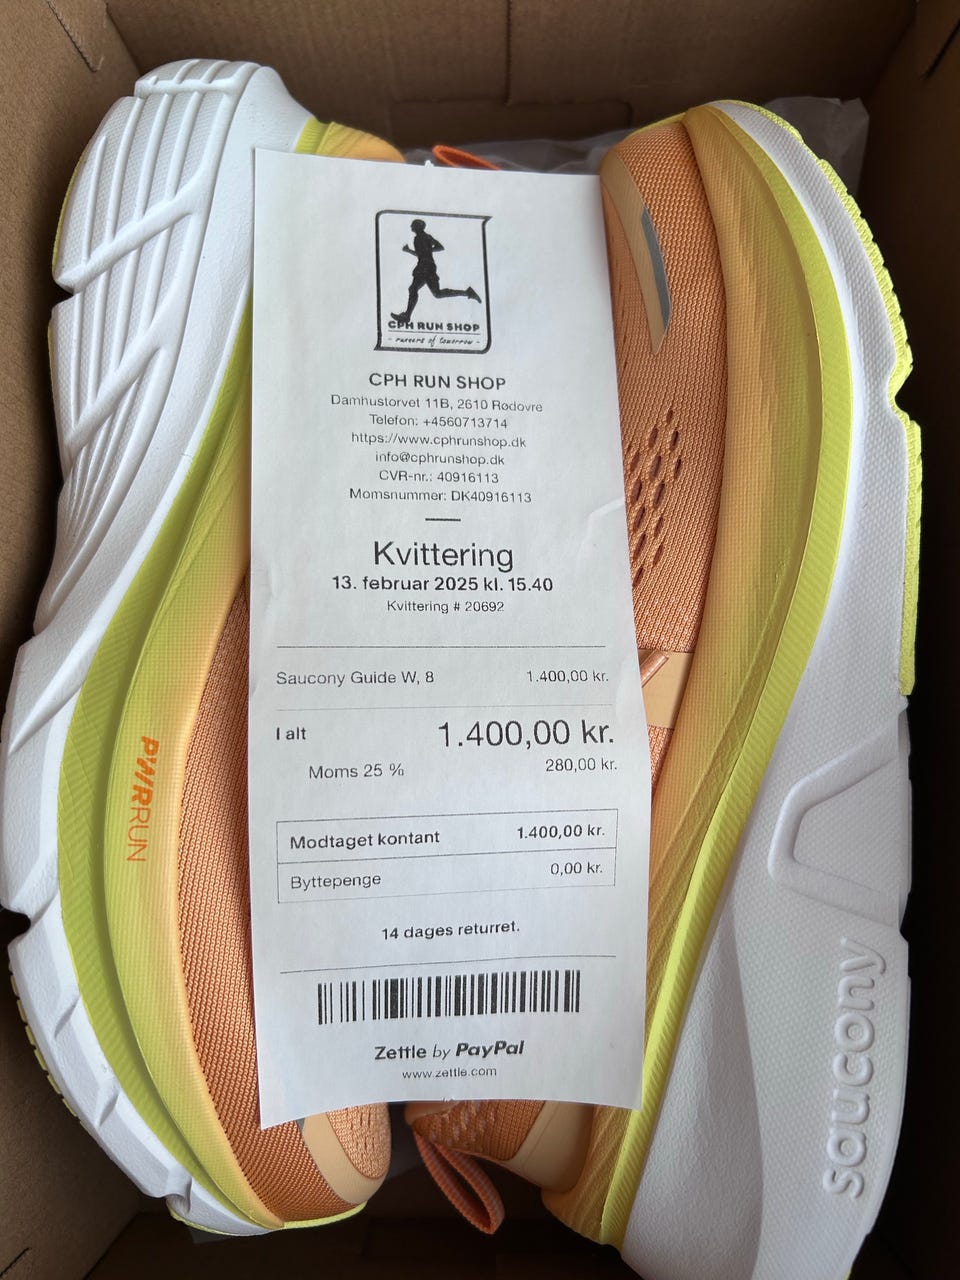 CPH RUN SHOP
- runners of tomorrow -
CPH RUN SHOP
Damhustorvet 11B, 2610 Rødovre
Telefon: +4560713714
https://www.cphrunshop.dk
info@cphrunshop.dk
CVR-nr.: 40916113
Momsnummer: DK40916113
Kvittering
13. februar 2025 kl. 15.40
Kvittering # 20692
Saucony Guide W, 8 1.400,00 kr.
I alt 1.400,00 kr.
Moms 25 % 280,00 kr.
Modtaget kontant 1.400,00 kr.
Byttepenge 0,00 kr.
14 dages returret.
Zettle by PayPal
www.zettle.com
PWRRUN
saucony